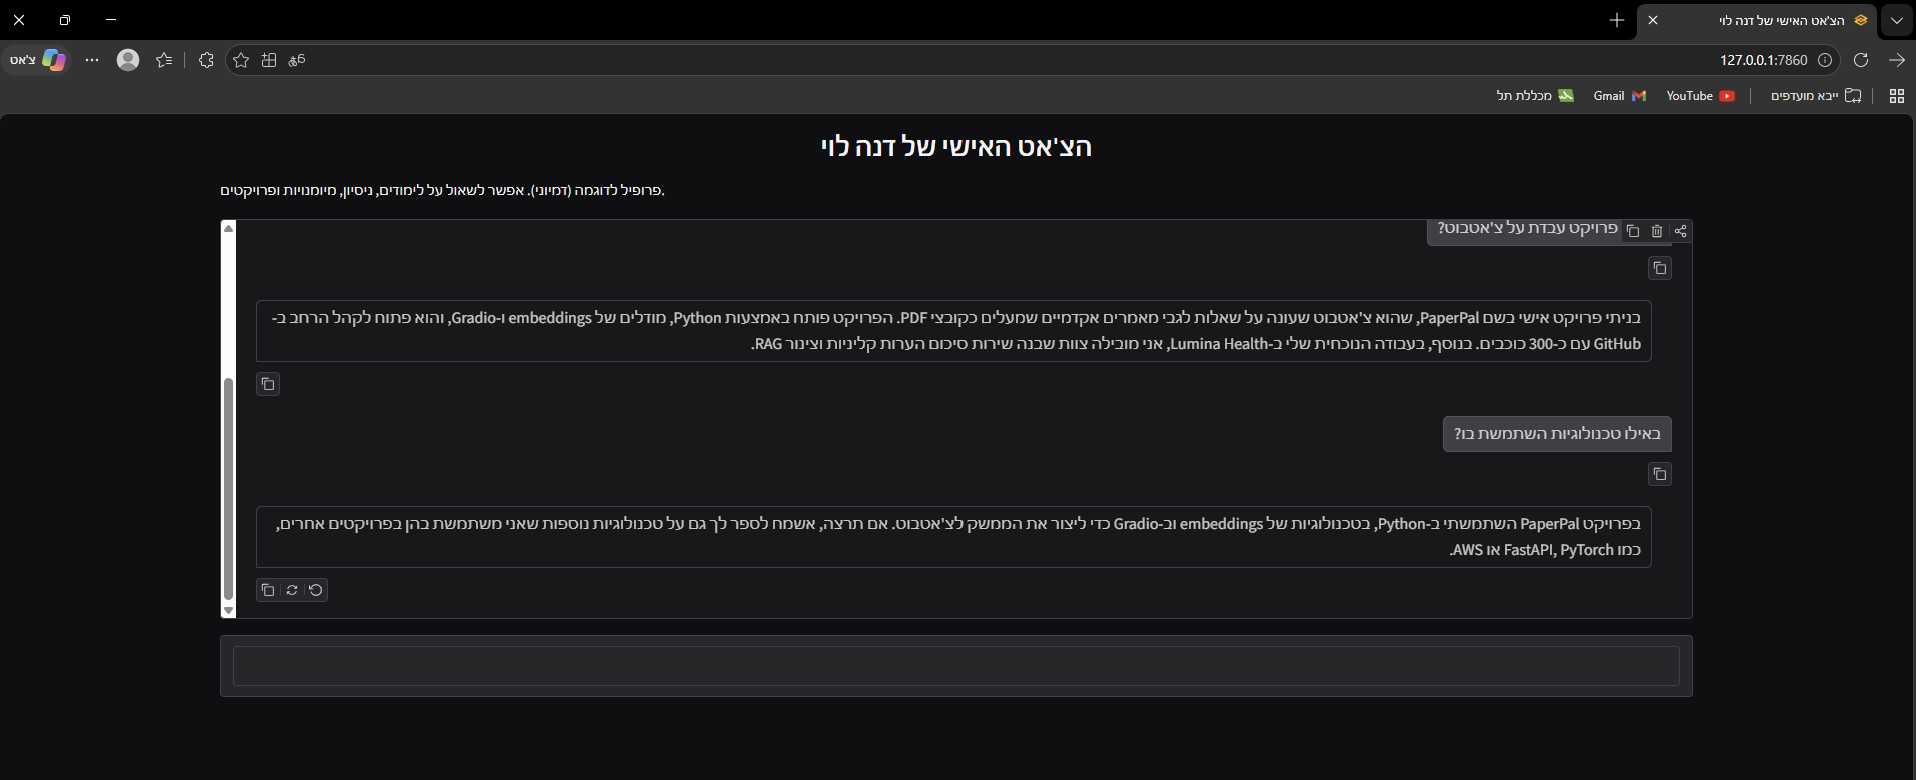 הצ'אט האישי של דנה לוי
צ'אט
127.0.0.1:7860
ייבא מועדפים
YouTube
Gmail
מכללת תל
הצ'אט האישי של דנה לוי
פרופיל לדוגמה (דמיוני). אפשר לשאול על לימודים, ניסיון, מיומנויות ופרויקטים.
פרויקט עבדת על צ'אטבוט?
בניתי פרויקט אישי בשם PaperPal, שהוא צ'אטבוט שעונה על שאלות לגבי מאמרים אקדמיים שמעלים כקובצי PDF. הפרויקט פותח באמצעות Python, מודלים של embeddings ו-Gradio, והוא פתוח לקהל הרחב ב-
GitHub עם כ-300 כוכבים. בנוסף, בעבודה הנוכחית שלי ב-Lumina Health, אני מובילה צוות שבנה שירות סיכום הערות קליניות וצינור RAG.
באילו טכנולוגיות השתמשת בו?
בפרויקט PaperPal השתמשתי ב-Python, בטכנולוגיות של embeddings וב-Gradio כדי ליצור את הממשק לצ'אטבוט. אם תרצה, אשמח לספר לך גם על טכנולוגיות נוספות שאני משתמשת בהן בפרויקטים אחרים,
כמו FastAPI, PyTorch או AWS.